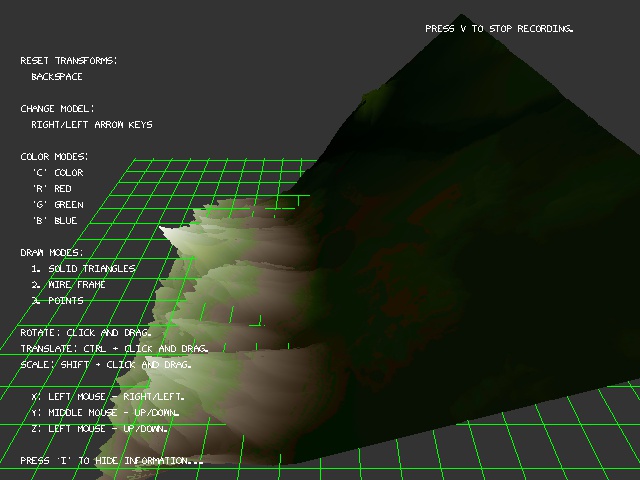 PRESS V TO STOP RECORDING.
RESET TRANSFORMS:
BACKSPACE
CHANGE MODEL:
RIGHT/LEFT ARROW KEYS
COLOR MODES:
'C' COLOR
'R' RED
'G' GREEN
'B' BLUE
DRAW MODES:
1. SOLID TRIANGLES
2. WIRE FRAME
3. POINTS
ROTATE: CLICK AND DRAG.
TRANSLATE: CTRL + CLICK AND DRAG.
SCALE: SHIFT + CLICK AND DRAG.
X: LEFT MOUSE - RIGHT/LEFT.
Y: MIDDLE MOUSE - UP/DOWN.
Z: LEFT MOUSE - UP/DOWN.
PRESS 'I' TO HIDE INFORMATION...